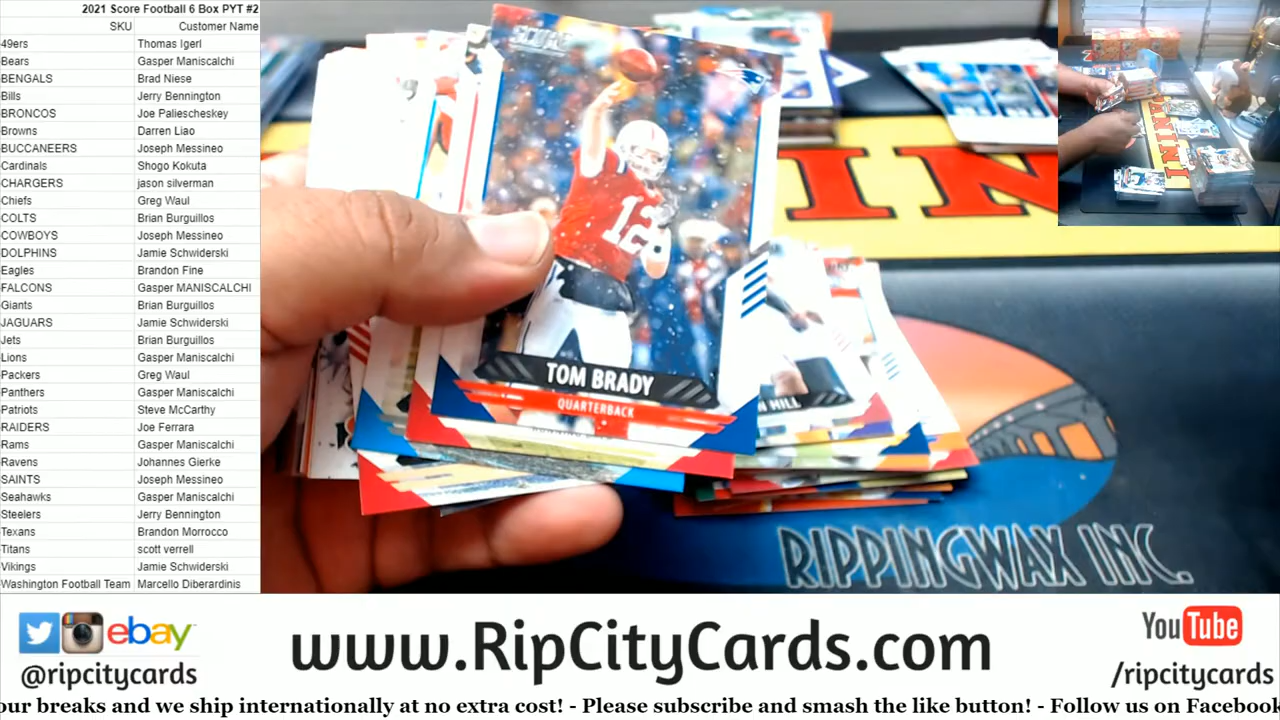 2021 Score Football 6 Box PYT #2
SKU Customer Name
49ers Thomas Igerl
Bears Gasper Maniscalchi
BENGALS Brad Niese
Bills Jerry Bennington
BRONCOS Joe Paliescheskey
Browns Darren Liao
BUCCANEERS Joseph Messineo
Cardinals Shogo Kokuta
CHARGERS jason silverman
Chiefs Greg Waul
COLTS Brian Burguillos
COWBOYS Joseph Messineo
DOLPHINS Jamie Schwiderski
Eagles Brandon Fine
FALCONS Gasper MANISCALCHI
Giants Brian Burguillos
JAGUARS Jamie Schwiderski
Jets Brian Burguillos
Lions Gasper Maniscalchi
Packers Greg Waul
Panthers Gasper Maniscalchi
Patriots Steve McCarthy
RAIDERS Joe Ferrara
Rams Gasper Maniscalchi
Ravens Johannes Gierke
SAINTS Joseph Messineo
Seahawks Gasper Maniscalchi
Steelers Jerry Bennington
Texans Brandon Morrocco
Titans scott verrell
Vikings Jamie Schwiderski
Washington Football Team Marcello Diberardinis
SCORE
12
TOM BRADY
QUARTERBACK
HILL
INI
PANINI
RIPPINGWAX INC.
ebay
@ripcitycards
www.RipCityCards.com
YouTube
/ripcitycards
our breaks and we ship internationally at no extra cost! - Please subscribe and smash the like button! - Follow us on Facebook